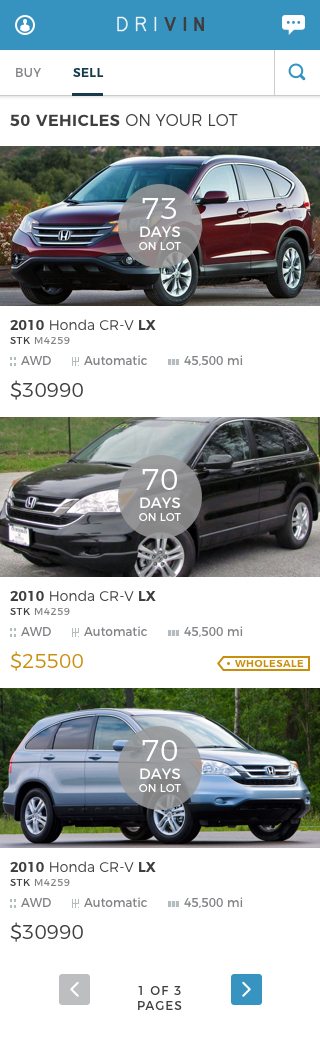 DRIVIN
BUY SELL
50 VEHICLES ON YOUR LOT
73
DAYS
ON LOT
2010 Honda CR-V LX
STK M4259
AWD Automatic 45,500 mi
$30990
70
DAYS
ON LOT
2010 Honda CR-V LX
STK M4259
AWD Automatic 45,500 mi
$25500 WHOLESALE
70
DAYS
ON LOT
2010 Honda CR-V LX
STK M4259
AWD Automatic 45,500 mi
$30990
1 OF 3
PAGES